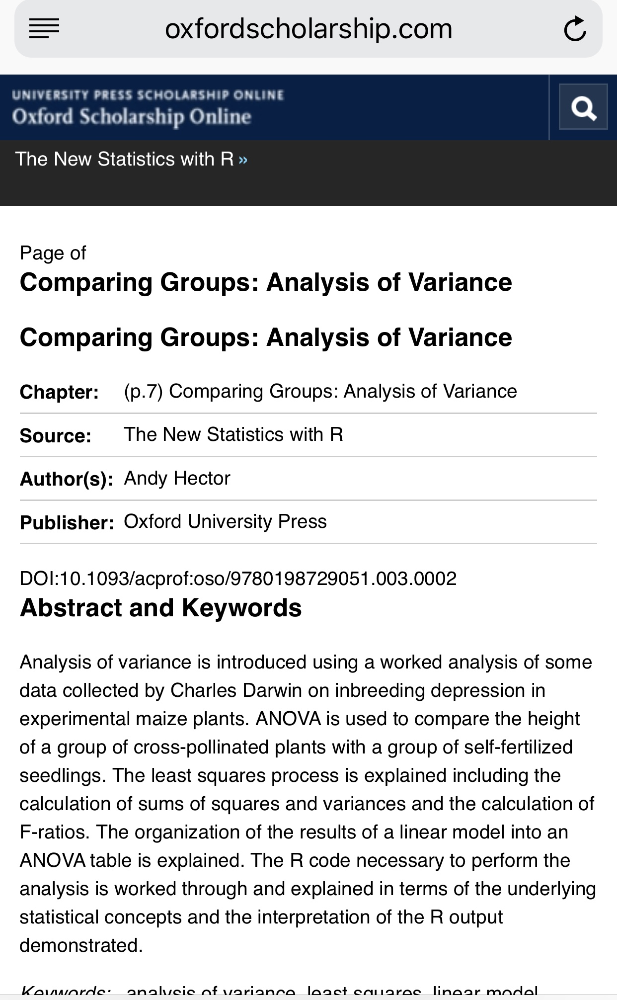 oxfordscholarship.com
UNIVERSITY PRESS SCHOLARSHIP ONLINE
Oxford Scholarship Online
The New Statistics with R »
Page of
Comparing Groups: Analysis of Variance
Comparing Groups: Analysis of Variance
Chapter: (p.7) Comparing Groups: Analysis of Variance
Source: The New Statistics with R
Author(s): Andy Hector
Publisher: Oxford University Press
DOI:10.1093/acprof:oso/9780198729051.003.0002
Abstract and Keywords
Analysis of variance is introduced using a worked analysis of some
data collected by Charles Darwin on inbreeding depression in
experimental maize plants. ANOVA is used to compare the height
of a group of cross-pollinated plants with a group of self-fertilized
seedlings. The least squares process is explained including the
calculation of sums of squares and variances and the calculation of
F-ratios. The organization of the results of a linear model into an
ANOVA table is explained. The R code necessary to perform the
analysis is worked through and explained in terms of the underlying
statistical concepts and the interpretation of the R output
demonstrated.
Keywords: analysis of variance, least squares, linear model